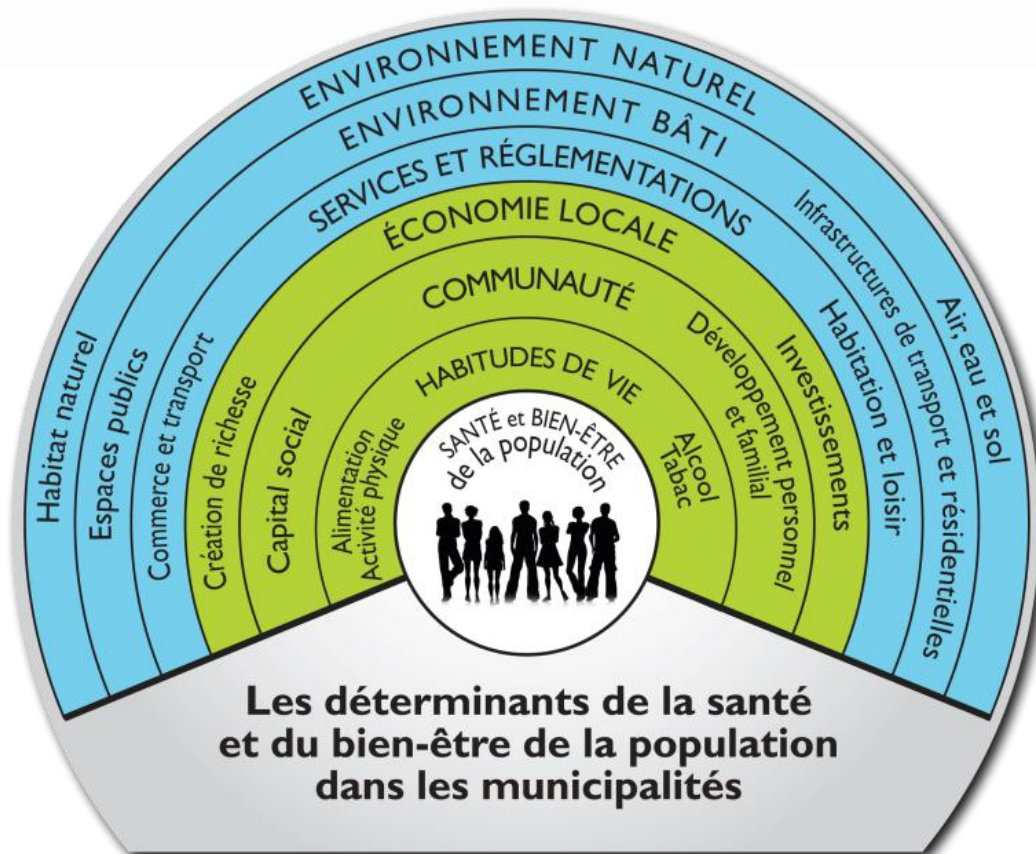 ENVIRONNEMENT NATUREL
Habitat naturel
Air, eau et sol
ENVIRONNEMENT BÂTI
Espaces publics
Infrastructures de transport et résidentielles
SERVICES ET RÉGLEMENTATIONS
Commerce et transport
Habitation et loisir
ÉCONOMIE LOCALE
Création de richesse
Investissements
COMMUNAUTÉ
Capital social
Développement personnel
et familial
HABITUDES DE VIE
Alimentation
Activité physique
Alcool
Tabac
SANTÉ et BIEN-ÊTRE
de la population
Les déterminants de la santé
et du bien-être de la population
dans les municipalités